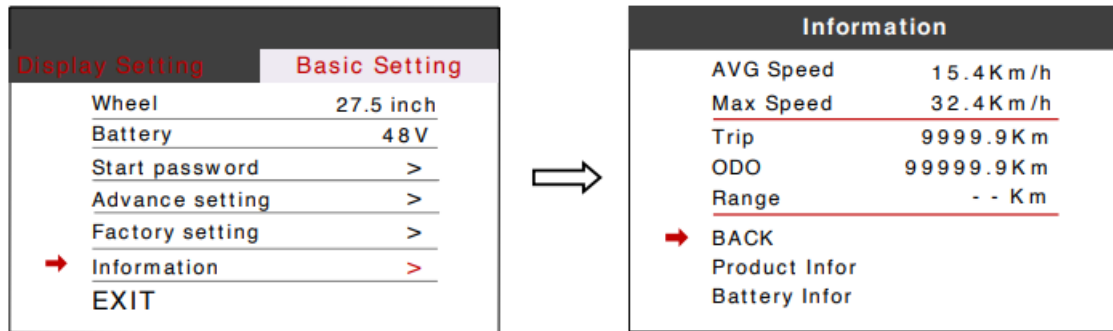 Display Setting Basic Setting
Wheel 27.5 inch
Battery 48V
Start password >
Advance setting >
Factory setting >
Information >
EXIT
Information
AVG Speed 15.4Km/h
Max Speed 32.4Km/h
Trip 9999.9Km
ODO 99999.9Km
Range -- Km
BACK
Product Infor
Battery Infor